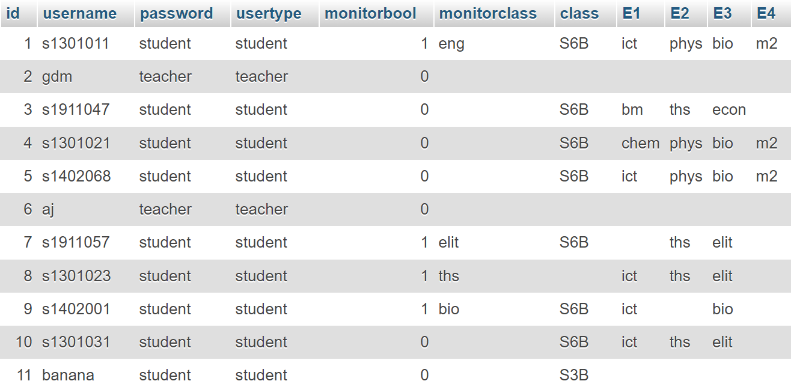 id username password usertype monitorbool monitorclass class E1 E2 E3 E4
1 s1301011 student student 1 eng S6B ict phys bio m2
2 gdm teacher teacher 0
3 s1911047 student student 0 S6B bm ths econ
4 s1301021 student student 0 S6B chem phys bio m2
5 s1402068 student student 0 S6B ict phys bio m2
6 aj teacher teacher 0
7 s1911057 student student 1 elit S6B ths elit
8 s1301023 student student 1 ths ict ths elit
9 s1402001 student student 1 bio S6B ict bio
10 s1301031 student student 0 S6B ict ths elit
11 banana student student 0 S3B